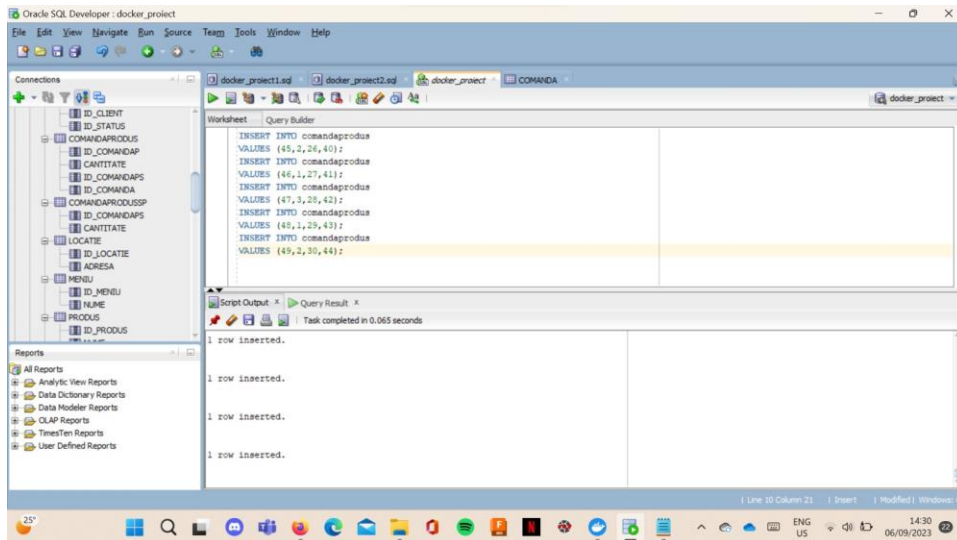 Oracle SQL Developer : docker_proiect
File Edit View Navigate Run Source Team Tools Window Help
Connections
ID_CLIENT
ID_STATUS
COMANDAPRODUS
ID_COMANDAP
CANTITATE
ID_COMANDAPS
ID_COMANDA
COMANDAPRODUSSP
ID_COMANDAPS
CANTITATE
LOCATIE
ID_LOCATIE
ADRESA
MENIU
ID_MENIU
NUME
PRODUS
ID_PRODUS
Reports
All Reports
Analytic View Reports
Data Dictionary Reports
Data Modeler Reports
OLAP Reports
TimesTen Reports
User Defined Reports
docker_proiect1.sql docker_proiect2.sql docker_proiect COMANDA
docker_proiect
Worksheet Query Builder
INSERT INTO comandaprodus
VALUES (45,2,26,40);
INSERT INTO comandaprodus
VALUES (46,1,27,41);
INSERT INTO comandaprodus
VALUES (47,3,28,42);
INSERT INTO comandaprodus
VALUES (48,1,29,43);
INSERT INTO comandaprodus
VALUES (49,2,30,44);
Script Output x Query Result x
Task completed in 0.065 seconds
1 row inserted.
1 row inserted.
1 row inserted.
1 row inserted.
| Line 10 Column 21 | Insert | Modified | Windows:
25°
ENG
US
14:30
06/09/2023
22